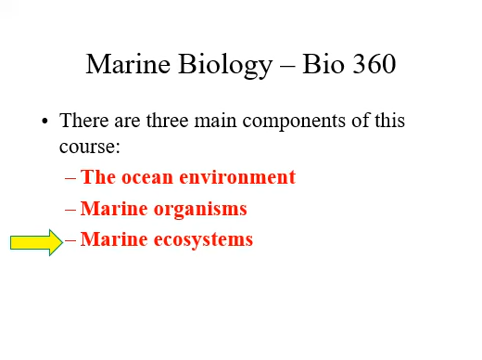 Marine Biology – Bio 360
• There are three main components of this
course:
– The ocean environment
– Marine organisms
– Marine ecosystems